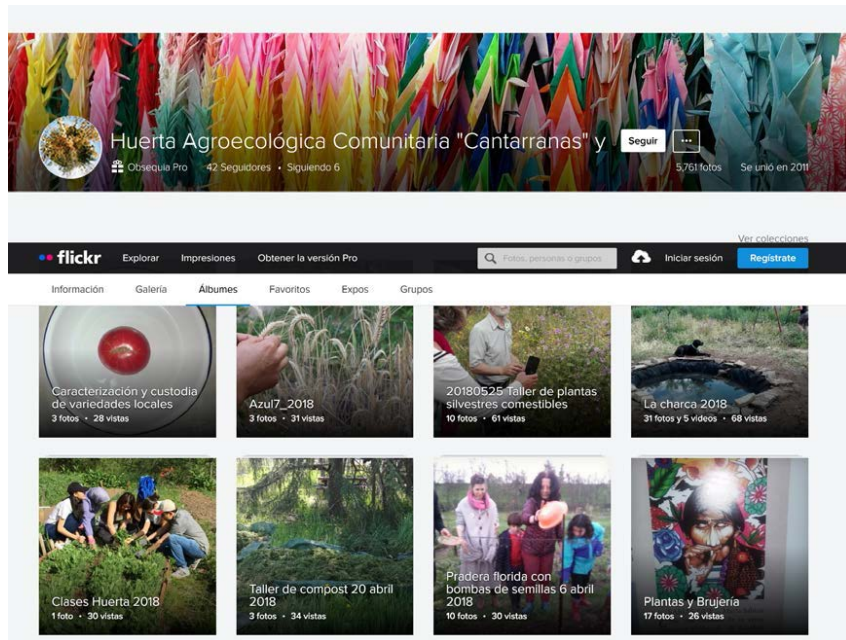 Huerta Agroecológica Comunitaria "Cantarranas" y
Seguir
...
Obsequia Pro 42 Seguidores • Siguiendo 6
5,761 fotos Se unió en 2011
Ver colecciones
flickr Explorar Impresiones Obtener la versión Pro Fotos, personas o grupos Iniciar sesión Regístrate
Información Galería Álbumes Favoritos Expos Grupos
Caracterización y custodia
de variedades locales
3 fotos • 28 vistas
Azul7_2018
3 fotos • 31 vistas
20180525 Taller de plantas
silvestres comestibles
10 fotos • 61 vistas
La charca 2018
31 fotos y 5 videos • 68 vistas
Clases Huerta 2018
1 foto • 30 vistas
Taller de compost 20 abril
2018
3 fotos • 34 vistas
Pradera florida con
bombas de semillas 6 abril
2018
10 fotos • 30 vistas
Plantas y Brujería
17 fotos • 26 vistas